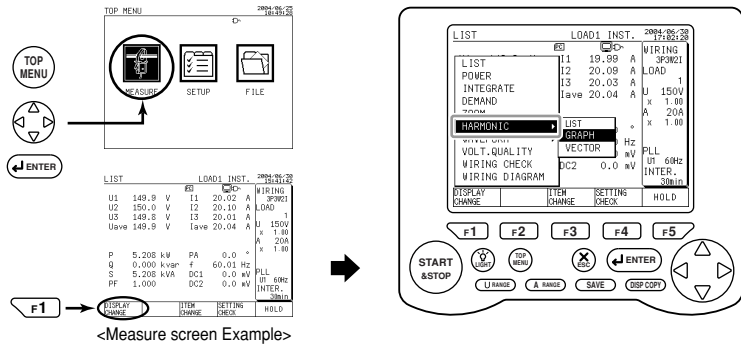 TOP MENU
2004/06/25
10:49:28
MEASURE
SETUP
FILE
TOP
MENU
ENTER
LIST
LOAD1 INST.
2004/06/30
15:41:42
PC
U1 149.9 V I1 20.02 A
U2 150.0 V I2 20.10 A
U3 149.8 V I3 20.01 A
Uave 149.9 V Iave 20.04 A
P 5.208 kW PA 0.0 °
Q 0.000 kvar f 60.01 Hz
S 5.208 kVA DC1 0.0 mV
PF 1.000 DC2 0.0 mV
WIRING
3P3W2I
LOAD
1
U 150V
x 1.00
A 20A
x 1.00
PLL
U1 60Hz
INTER.
30min
F1
DISPLAY
CHANGE
ITEM
CHANGE
SETTING
CHECK
HOLD
<Measure screen Example>
LIST
LOAD1 INST.
2004/06/30
17:02:20
PC
I1 19.99 A
I2 20.09 A
I3 20.03 A
Iave 20.04 A
°
Hz
mV
DC2 0.0 mV
LIST
POWER
INTEGRATE
DEMAND
ZOOM
HARMONIC
WAVEFORM
VOLT.QUALITY
WIRING CHECK
WIRING DIAGRAM
LIST
GRAPH
VECTOR
WIRING
3P3W2I
LOAD
1
U 150V
x 1.00
A 20A
x 1.00
PLL
U1 60Hz
INTER.
30min
DISPLAY
CHANGE
ITEM
CHANGE
SETTING
CHECK
HOLD
F1
F2
F3
F4
F5
START
&STOP
LIGHT
TOP
MENU
ESC
ENTER
U RANGE
A RANGE
SAVE
DISP COPY